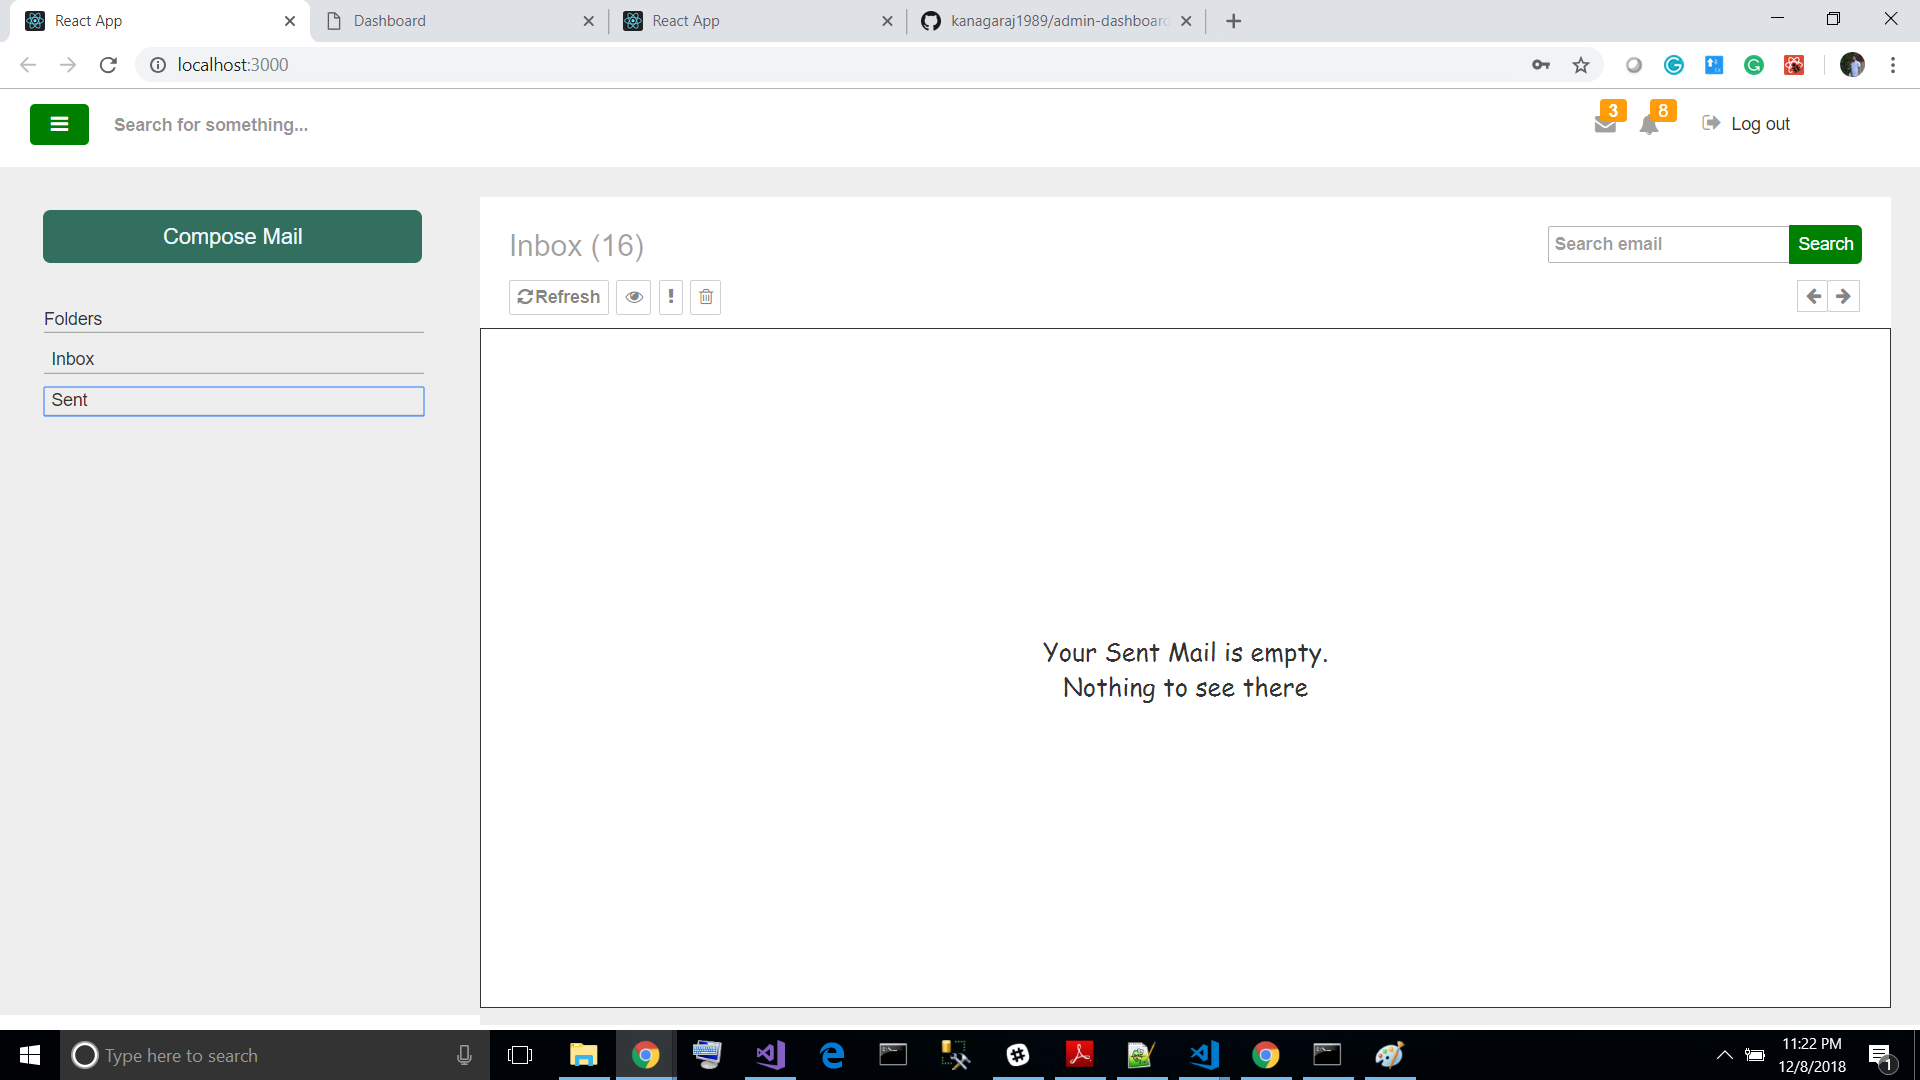 React App
Dashboard
React App
kanagaraj1989/admin-dashboard
localhost:3000
Search for something...
3
8
Log out
Compose Mail
Inbox (16)
Search email
Search
Refresh
Folders
Inbox
Sent
Your Sent Mail is empty.
Nothing to see there
Type here to search
11:22 PM
12/8/2018
1